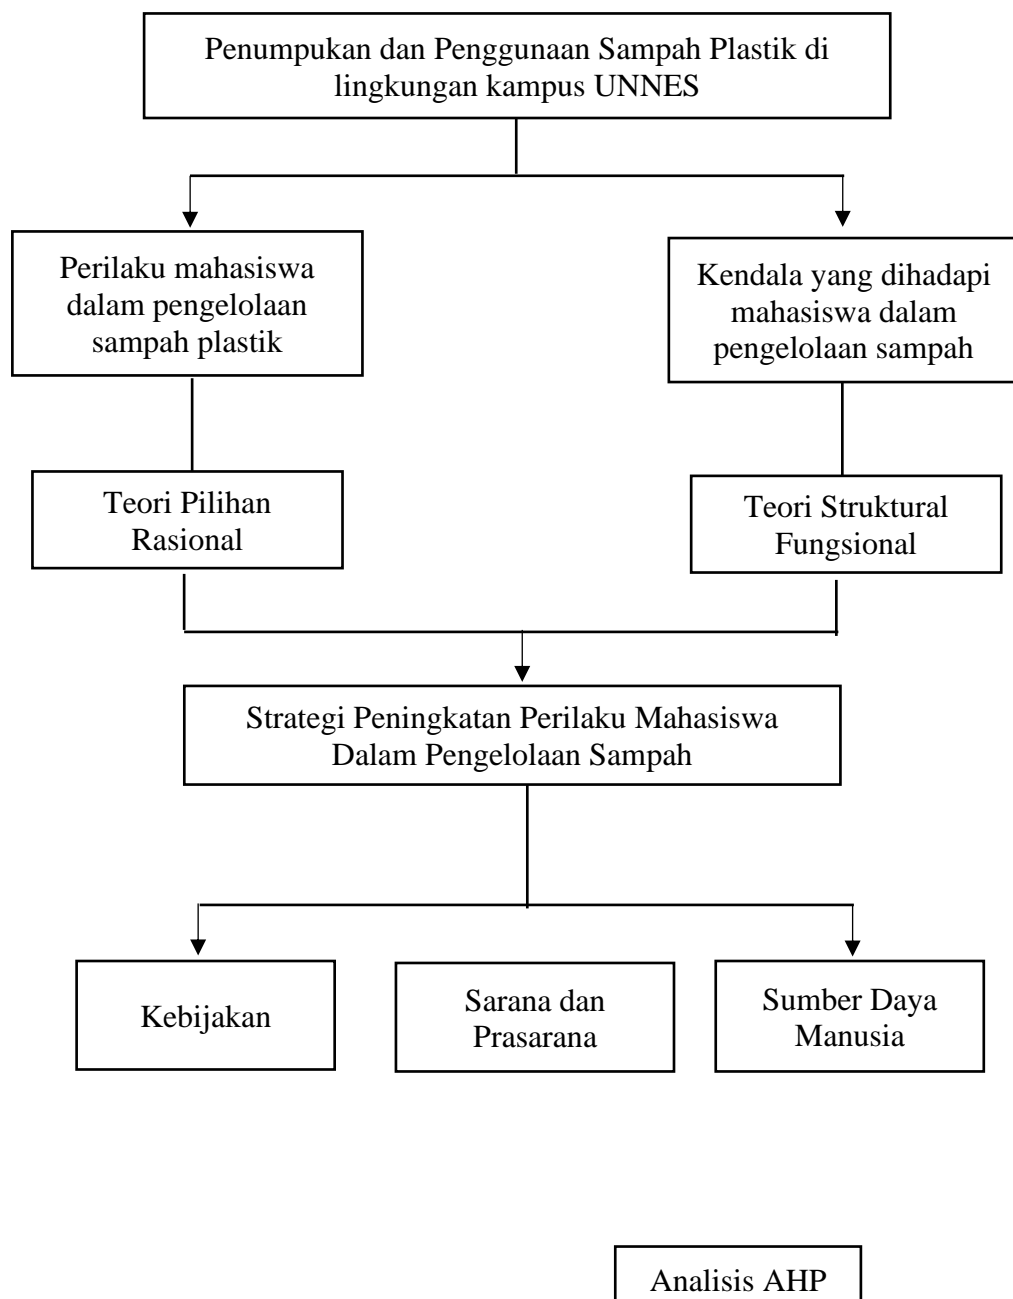 Penumpukan dan Penggunaan Sampah Plastik di
lingkungan kampus UNNES
Perilaku mahasiswa
dalam pengelolaan
sampah plastik
Kendala yang dihadapi
mahasiswa dalam
pengelolaan sampah
Teori Pilihan
Rasional
Teori Struktural
Fungsional
Strategi Peningkatan Perilaku Mahasiswa
Dalam Pengelolaan Sampah
Kebijakan
Sarana dan
Prasarana
Sumber Daya
Manusia
Analisis AHP